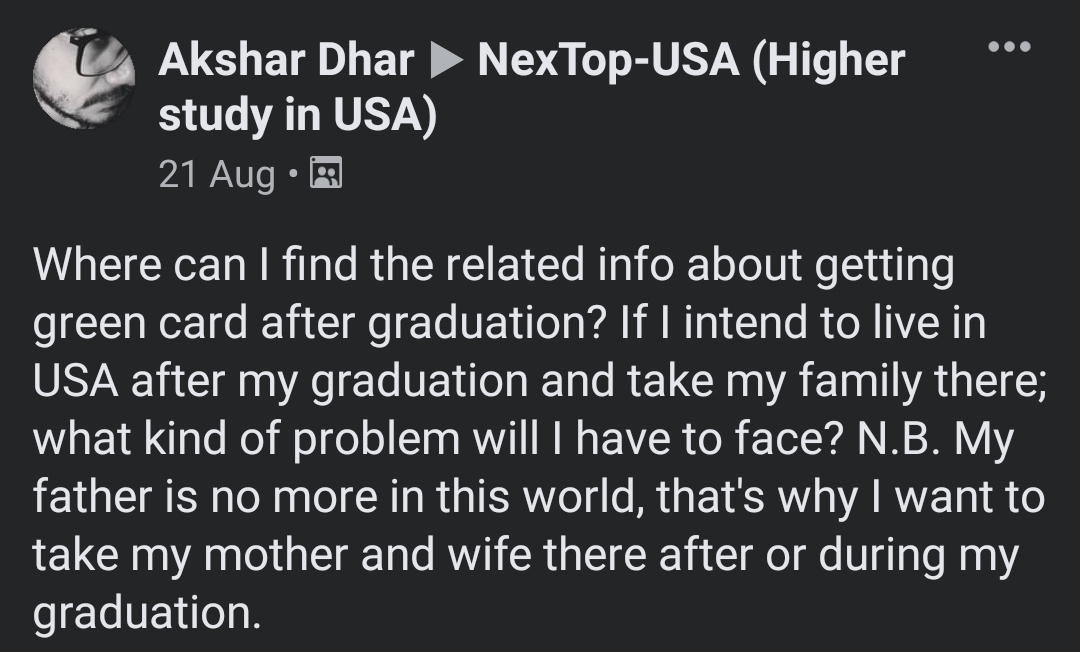 Akshar Dhar ▶ NexTop-USA (Higher
study in USA)
21 Aug •
Where can I find the related info about getting
green card after graduation? If I intend to live in
USA after my graduation and take my family there;
what kind of problem will I have to face? N.B. My
father is no more in this world, that's why I want to
take my mother and wife there after or during my
graduation.